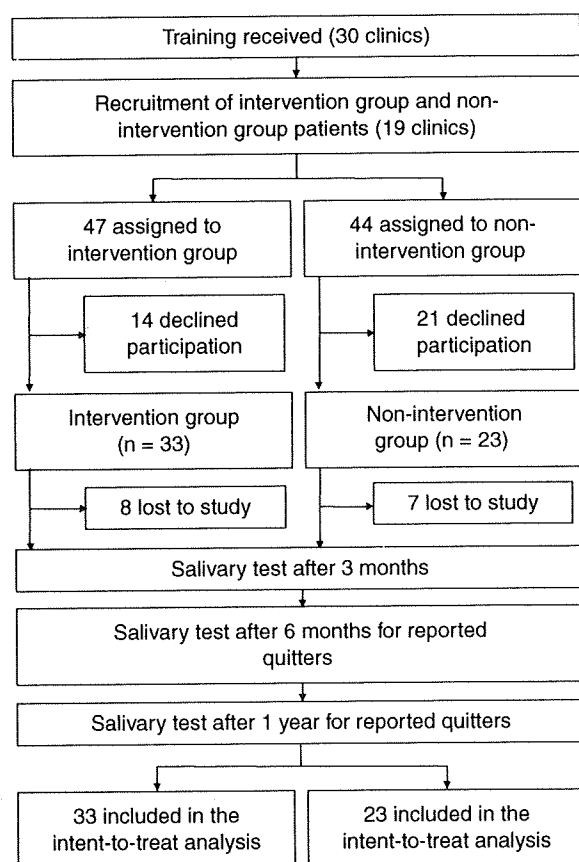 Training received (30 clinics)
Recruitment of intervention group and non-
intervention group patients (19 clinics)
47 assigned to
intervention group
44 assigned to non-
intervention group
14 declined
participation
21 declined
participation
Intervention group
(n = 33)
Non-intervention
group (n = 23)
8 lost to study
7 lost to study
Salivary test after 3 months
Salivary test after 6 months for reported
quitters
Salivary test after 1 year for reported quitters
33 included in the
intent-to-treat analysis
23 included in the
intent-to-treat analysis